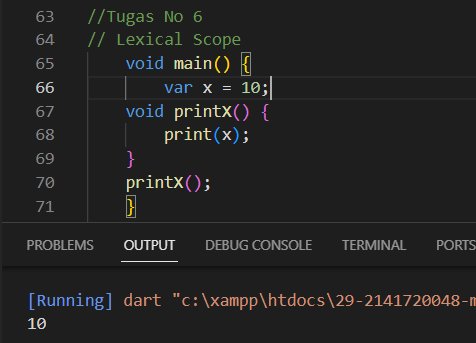 63 //Tugas No 6
64 // Lexical Scope
65 void main() {
66 var x = 10;
67 void printX() {
68 print(x);
69 }
70 printX();
71 }
PROBLEMS OUTPUT DEBUG CONSOLE TERMINAL PORTS
[Running] dart "c:\xampp\htdocs\29-2141720048-m
10